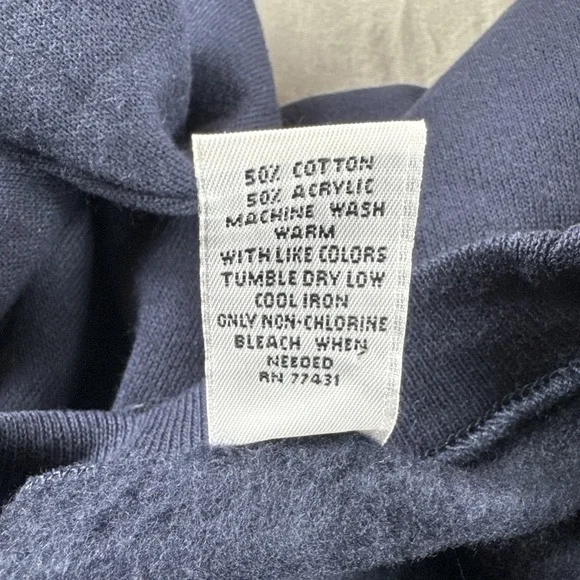 50% COTTON
50% ACRYLIC
MACHINE WASH
WARM
WITH LIKE COLORS
TUMBLE DRY LOW
COOL IRON
ONLY NON-CHLORINE
BLEACH WHEN
NEEDED
RN 77431